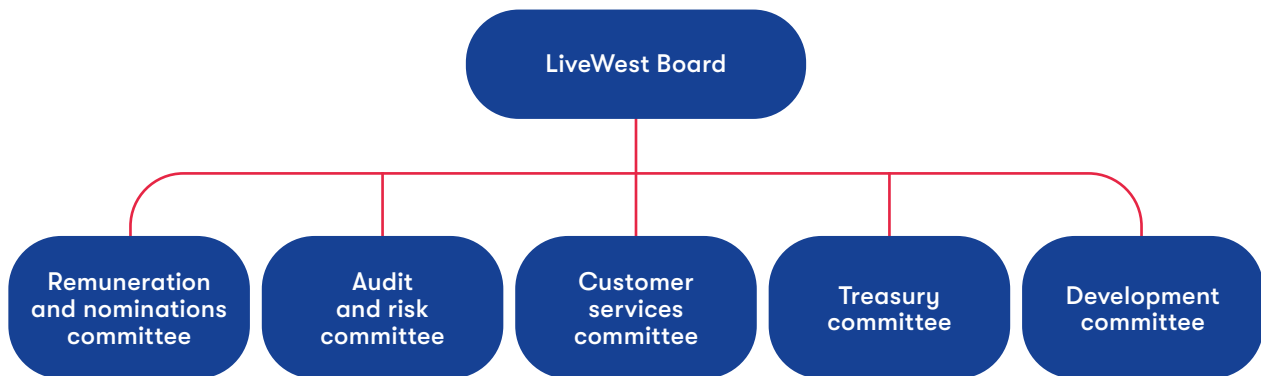 LiveWest Board
Remuneration
and nominations
committee
Audit
and risk
committee
Customer
services
committee
Treasury
committee
Development
committee